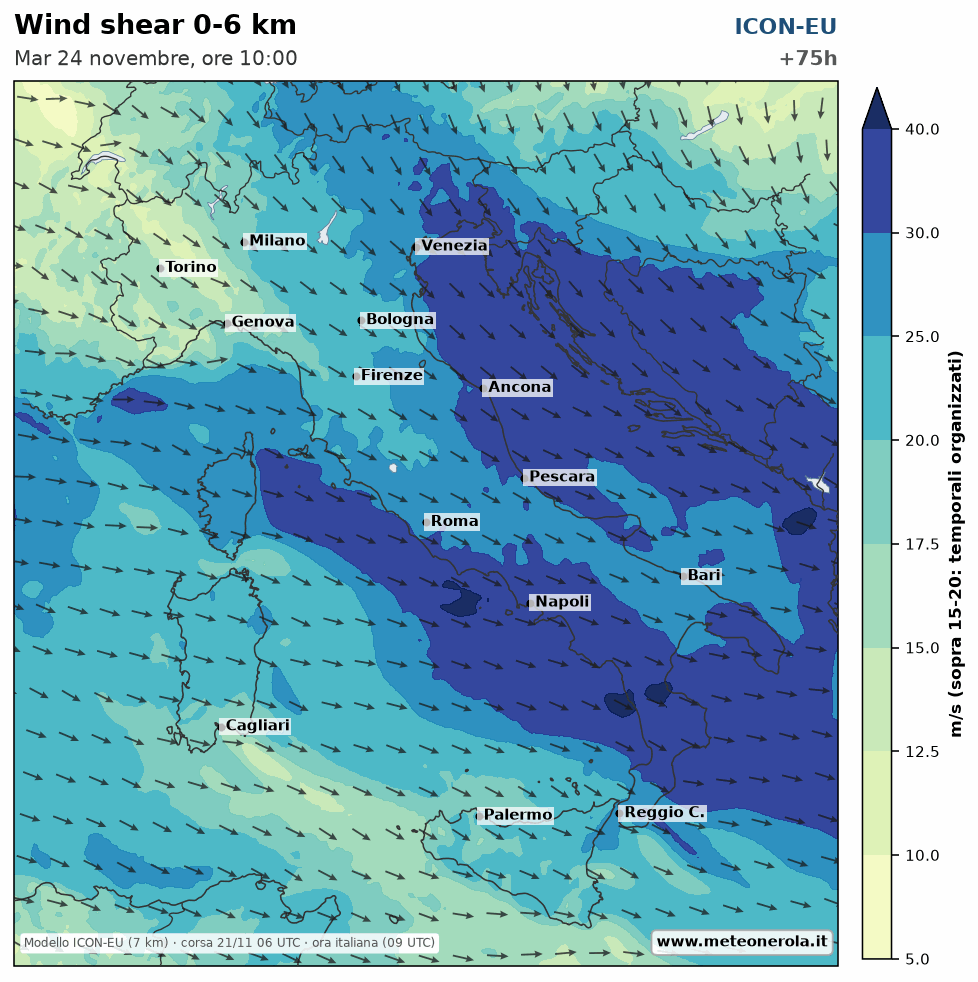 Wind shear 0-6 km
ICON-EU
Mar 24 novembre, ore 10:00
+75h
40.0
30.0
25.0
20.0
17.5
15.0
12.5
10.0
5.0
m/s (sopra 15-20: temporali organizzati)
Milano
Venezia
Torino
Genova
Bologna
Firenze
Ancona
Pescara
Roma
Bari
Napoli
Cagliari
Palermo
Reggio C.
Modello ICON-EU (7 km) · corsa 21/11 06 UTC · ora italiana (09 UTC)
www.meteonerola.it